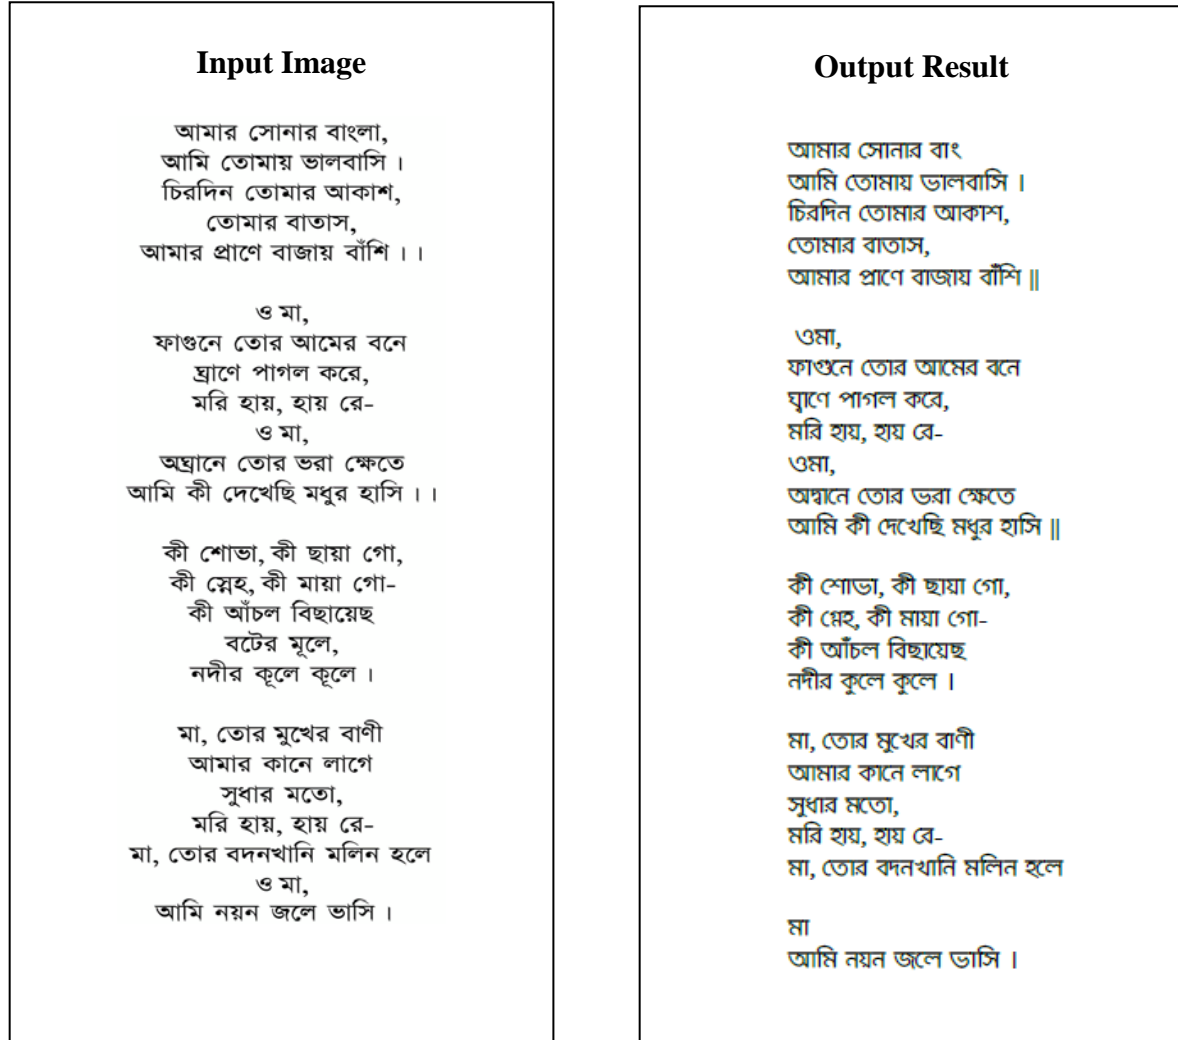 Input Image
আমার সোনার বাংলা,
আমি তোমায় ভালবাসি ।
চিরদিন তোমার আকাশ,
তোমার বাতাস,
আমার প্রাণে বাজায় বাঁশি । ।
ও মা,
ফাগুনে তোর আমের বনে
ঘ্রাণে পাগল করে,
মরি হায়, হায় রে-
ও মা,
অঘ্রানে তোর ভরা ক্ষেতে
আমি কী দেখেছি মধুর হাসি । ।
কী শোভা, কী ছায়া গো,
কী স্নেহ, কী মায়া গো-
কী আঁচল বিছায়েছ
বটের মূলে,
নদীর কূলে কূলে ।
মা, তোর মুখের বাণী
আমার কানে লাগে
সুধার মতো,
মরি হায়, হায় রে-
মা, তোর বদনখানি মলিন হলে
ও মা,
আমি নয়ন জলে ভাসি ।
Output Result
আমার সোনার বাং
আমি তোমায় ভালবাসি ।
চিরদিন তোমার আকাশ,
তোমার বাতাস,
আমার প্রাণে বাজায় বাঁশি ॥
ওমা,
ফাগুনে তোর আমের বনে
ঘ্বাণে পাগল করে,
মরি হায়, হায় রে-
ওমা,
অদ্বানে তোর ভরা ক্ষেতে
আমি কী দেখেছি মধুর হাসি ॥
কী শোভা, কী ছায়া গো,
কী গ্নেহ, কী মায়া গো-
কী আঁচল বিছায়েছ
নদীর কুলে কুলে ।
মা, তোর মুখের বাণী
আমার কানে লাগে
সুধার মতো,
মরি হায়, হায় রে-
মা, তোর বদনখানি মলিন হলে
মা
আমি নয়ন জলে ভাসি ।